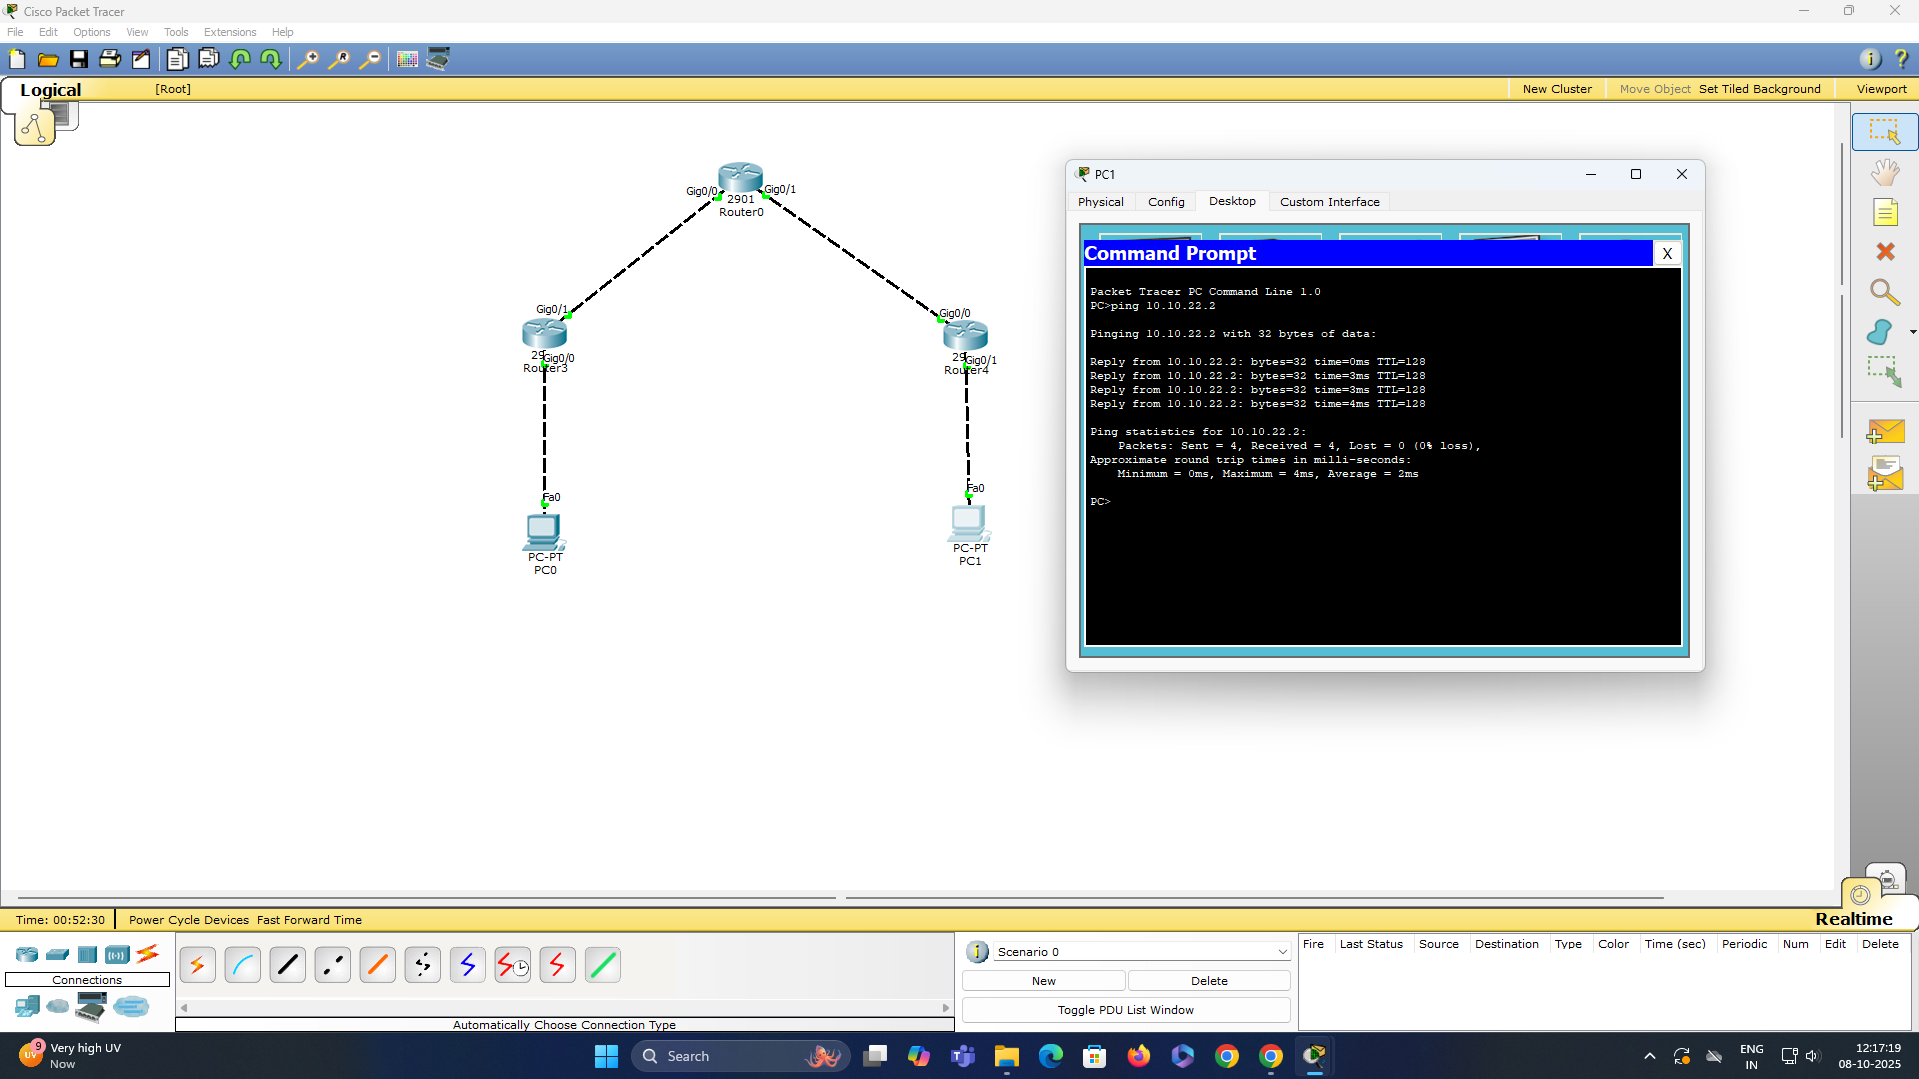 Cisco Packet Tracer
File Edit Options View Tools Extensions Help
Logical [Root] New Cluster Move Object Set Tiled Background Viewport
Gig0/0 Gig0/1
2901
Router0
Gig0/1
29
Gig0/0
Router3
Gig0/0
29
Gig0/1
Router4
Fa0
PC-PT
PC0
Fa0
PC-PT
PC1
PC1
Physical Config Desktop Custom Interface
Command Prompt X
Packet Tracer PC Command Line 1.0
PC>ping 10.10.22.2
Pinging 10.10.22.2 with 32 bytes of data:
Reply from 10.10.22.2: bytes=32 time=0ms TTL=128
Reply from 10.10.22.2: bytes=32 time=3ms TTL=128
Reply from 10.10.22.2: bytes=32 time=3ms TTL=128
Reply from 10.10.22.2: bytes=32 time=4ms TTL=128
Ping statistics for 10.10.22.2:
Packets: Sent = 4, Received = 4, Lost = 0 (0% loss),
Approximate round trip times in milli-seconds:
Minimum = 0ms, Maximum = 4ms, Average = 2ms
PC>
Time: 00:52:30 Power Cycle Devices Fast Forward Time Realtime
Connections
Automatically Choose Connection Type
Scenario 0
New Delete
Toggle PDU List Window
Fire Last Status Source Destination Type Color Time (sec) Periodic Num Edit Delete
9
UV
Very high UV
Now
Search
ENG
IN
12:17:19
08-10-2025